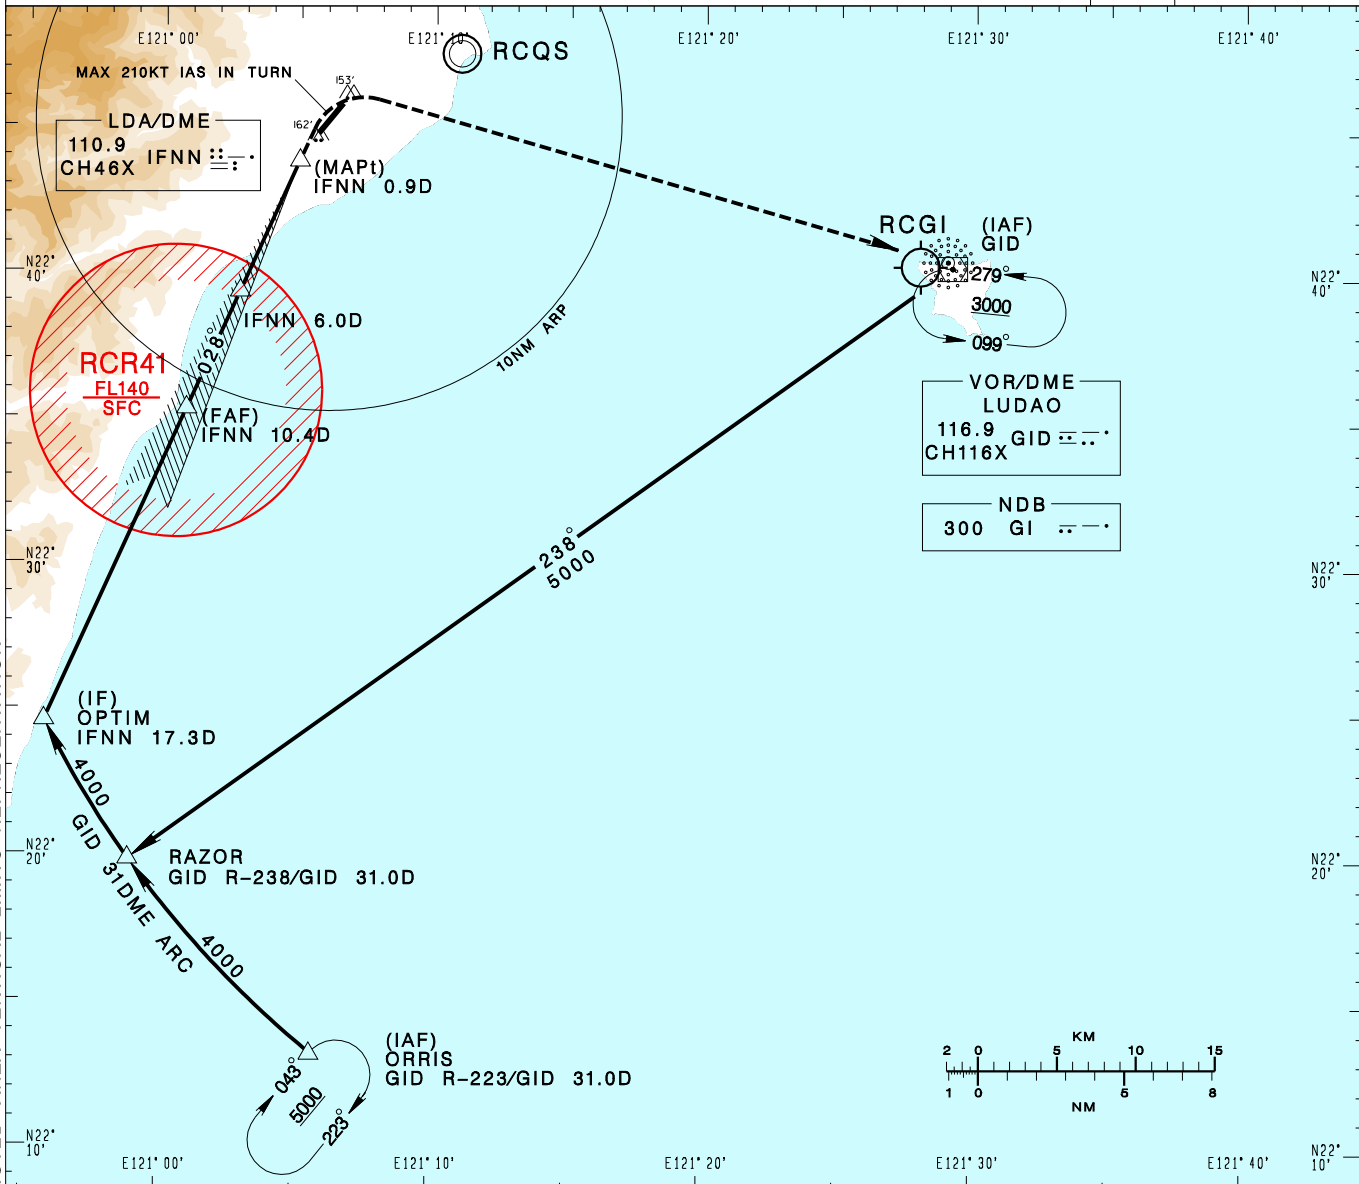 E121° 00'
E121° 10'
E121° 20'
E121° 30'
E121° 40'
RCQS
MAX 210KT IAS IN TURN
153'
162'
LDA/DME
110.9
CH46X
IFNN
(MAPt)
IFNN 0.9D
RCGI
(IAF)
GID
279°
3000
099°
N22°
40'
N22°
40'
IFNN 6.0D
028°
10NM ARP
RCR41
FL140
SFC
(FAF)
IFNN 10.4D
VOR/DME
LUDAO
116.9
CH116X
GID
NDB
300 GI
238°
5000
N22°
30'
N22°
30'
(IF)
OPTIM
IFNN 17.3D
4000
GID 31DME ARC
RAZOR
GID R-238/GID 31.0D
N22°
20'
N22°
20'
4000
(IAF)
ORRIS
GID R-223/GID 31.0D
043°
5000
223°
KM
2 0 5 10 15
1 0 5 8
NM
N22°
10'
N22°
10'
E121° 00'
E121° 10'
E121° 20'
E121° 30'
E121° 40'